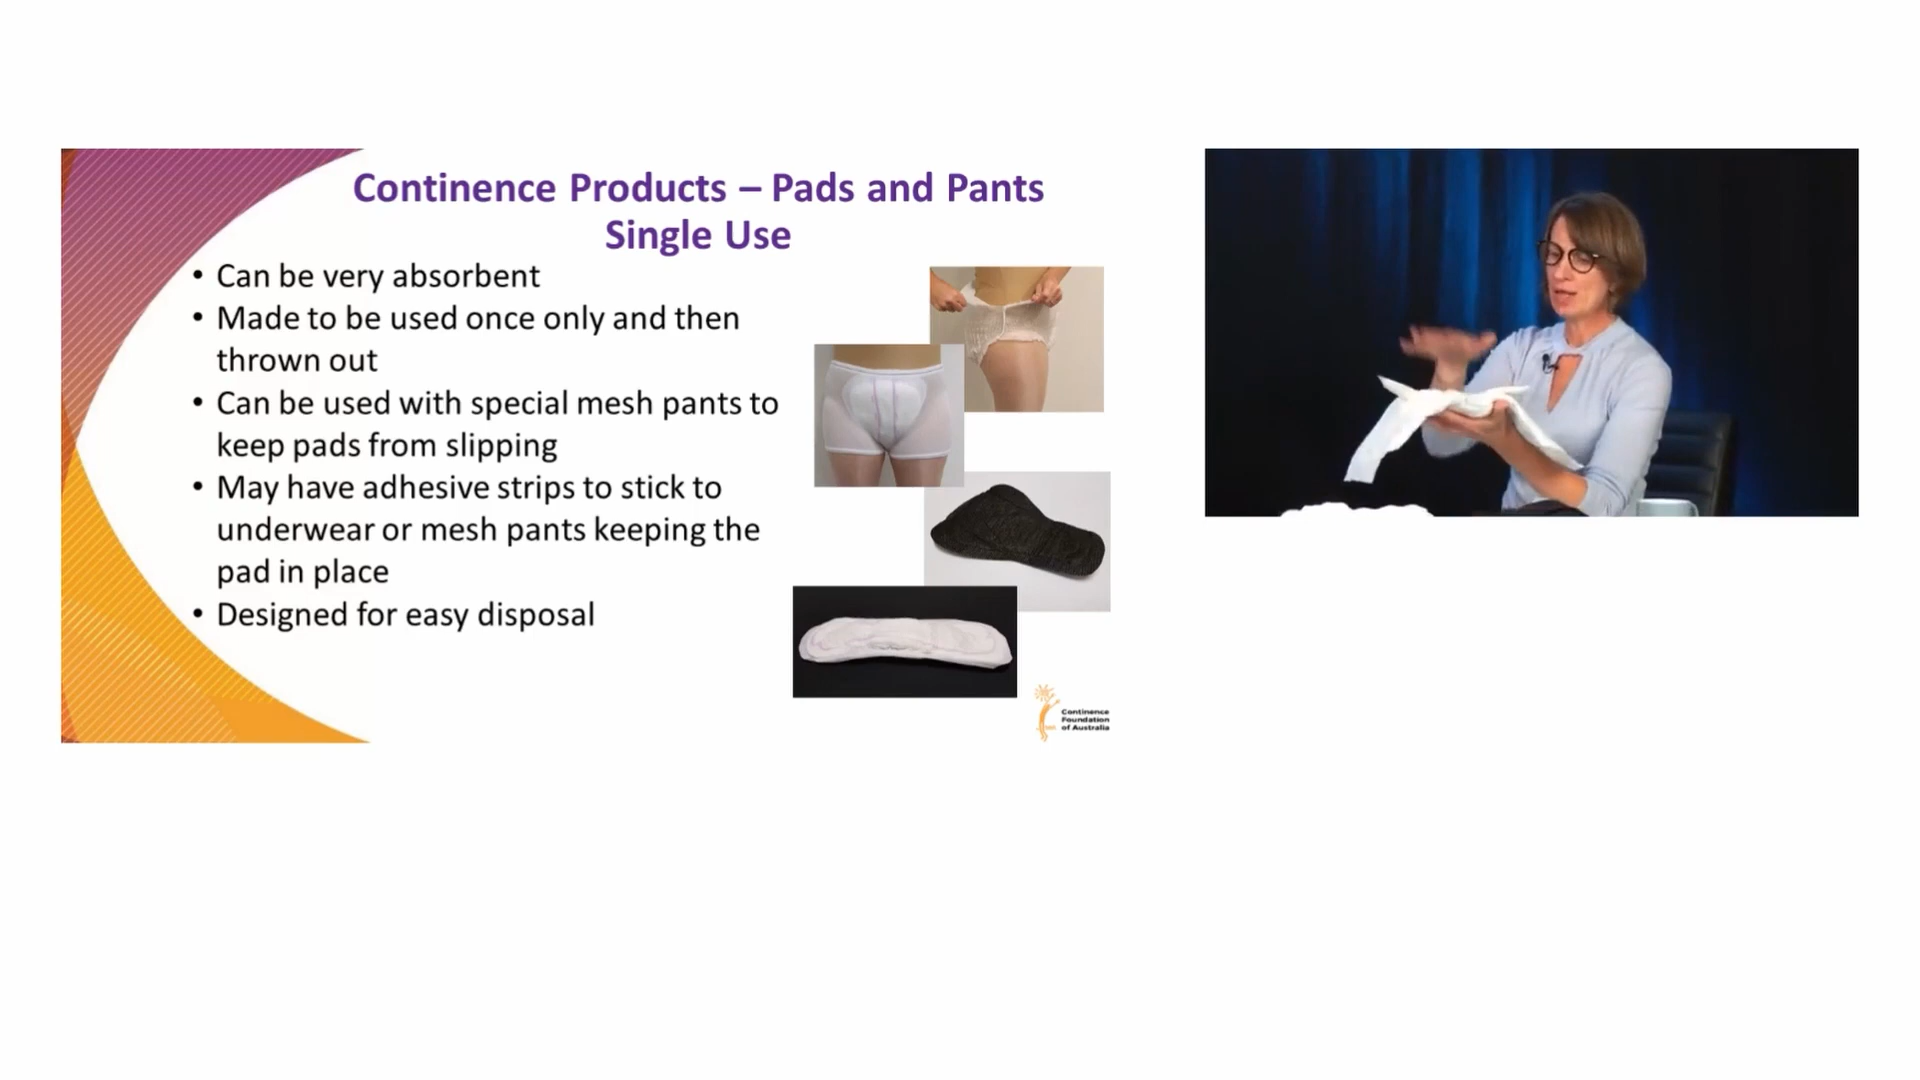 Continence Products – Pads and Pants
Single Use
• Can be very absorbent
• Made to be used once only and then
thrown out
• Can be used with special mesh pants to
keep pads from slipping
• May have adhesive strips to stick to
underwear or mesh pants keeping the
pad in place
• Designed for easy disposal
Continence
Foundation
of Australia